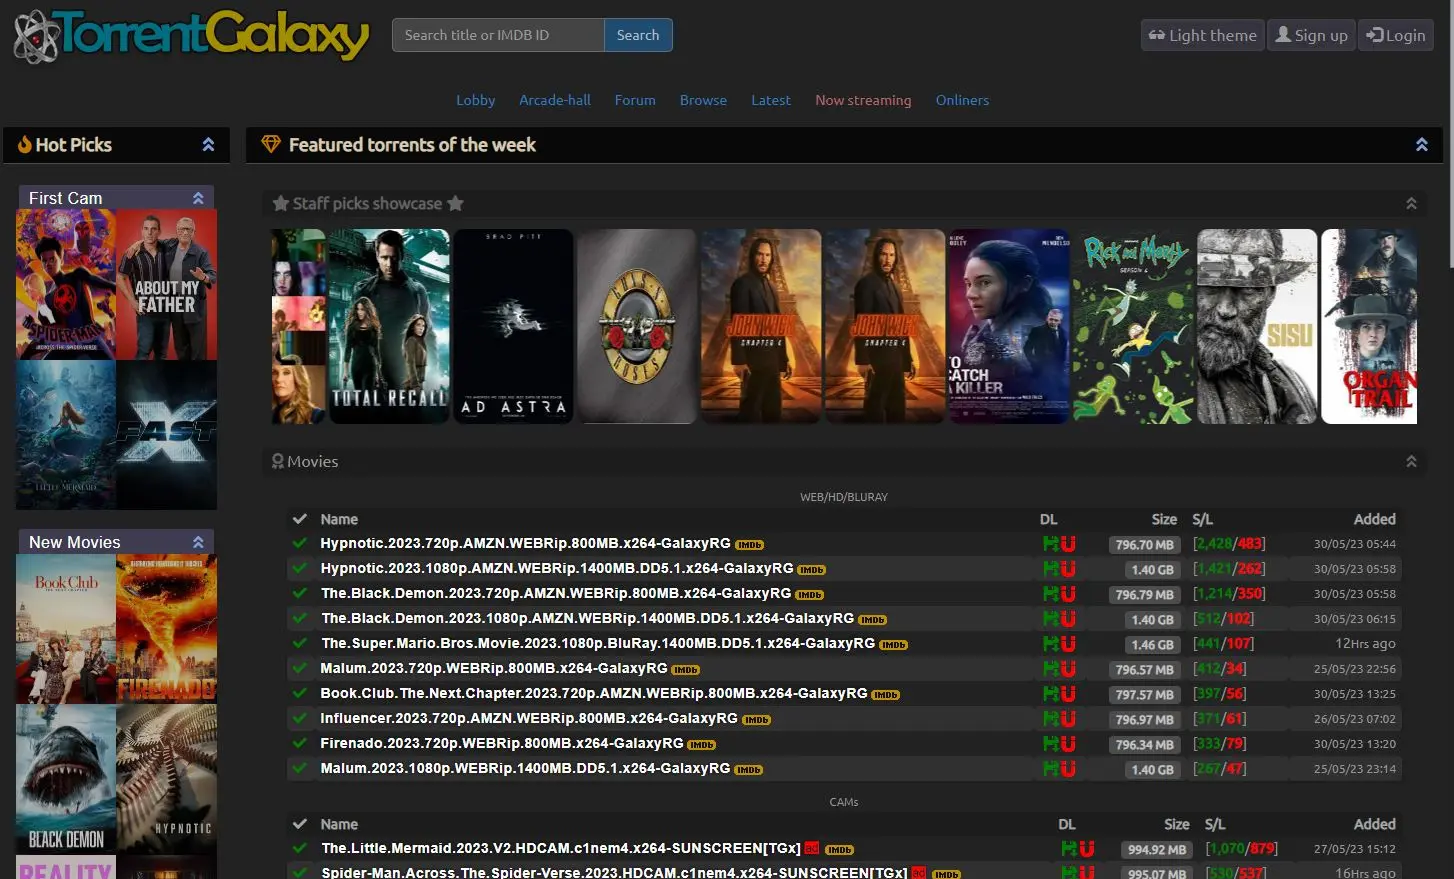 TorrentGalaxy
Search title or IMDB ID
Search
Light theme
Sign up
Login
Lobby
Arcade-hall
Forum
Browse
Latest
Now streaming
Onliners
Hot Picks
Featured torrents of the week
First Cam
SPIDER-MAN
ACROSS THE SPIDER-VERSE
ABOUT MY
FATHER
LITTLE MERMAID
FAST
X
New Movies
Book Club
THE NEXT CHAPTER
FIRENADO
BLACK DEMON
HYPNOTIC
REALITY
Staff picks showcase
TOTAL RECALL
BRAD PITT
AD ASTRA
GUNS N
ROSES
JOHN WICK
CHAPTER 4
JOHN WICK
CHAPTER 4
TO
CATCH
A KILLER
Rick and Morty
SEASON 6
SISU
ORGAN
TRAIL
Movies
WEB/HD/BLURAY
Name DL Size S/L Added
Hypnotic.2023.720p.AMZN.WEBRip.800MB.x264-GalaxyRG IMDb 796.70 MB [2,428/483] 30/05/23 05:44
Hypnotic.2023.1080p.AMZN.WEBRip.1400MB.DD5.1.x264-GalaxyRG IMDb 1.40 GB [1,421/262] 30/05/23 05:58
The.Black.Demon.2023.720p.AMZN.WEBRip.800MB.x264-GalaxyRG IMDb 796.79 MB [1,214/350] 30/05/23 05:58
The.Black.Demon.2023.1080p.AMZN.WEBRip.1400MB.DD5.1.x264-GalaxyRG IMDb 1.40 GB [512/102] 30/05/23 06:15
The.Super.Mario.Bros.Movie.2023.1080p.BluRay.1400MB.DD5.1.x264-GalaxyRG IMDb 1.46 GB [441/107] 12Hrs ago
Malum.2023.720p.WEBRip.800MB.x264-GalaxyRG IMDb 796.57 MB [412/34] 25/05/23 22:56
Book.Club.The.Next.Chapter.2023.720p.AMZN.WEBRip.800MB.x264-GalaxyRG IMDb 797.57 MB [397/56] 30/05/23 13:25
Influencer.2023.720p.AMZN.WEBRip.800MB.x264-GalaxyRG IMDb 796.97 MB [371/61] 26/05/23 07:02
Firenado.2023.720p.WEBRip.800MB.x264-GalaxyRG IMDb 796.34 MB [333/79] 30/05/23 13:20
Malum.2023.1080p.WEBRip.1400MB.DD5.1.x264-GalaxyRG IMDb 1.40 GB [267/47] 25/05/23 23:14
CAMs
Name DL Size S/L Added
The.Little.Mermaid.2023.V2.HDCAM.c1nem4.x264-SUNSCREEN[TGx] ad IMDb 994.92 MB [1,070/879] 27/05/23 15:12
Spider-Man.Across.The.Spider-Verse.2023.HDCAM.c1nem4.x264-SUNSCREEN[TGx] ad IMDb 995.07 MB [530/537] 16Hrs ago